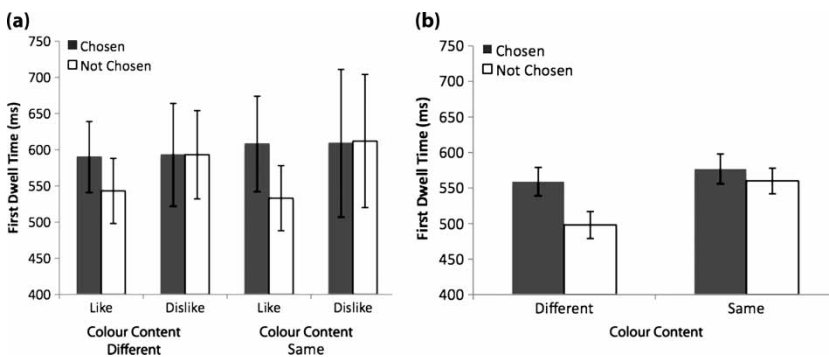 (a)
750
700
650
600
550
500
450
400
First Dwell Time (ms)
Chosen
Not Chosen
Like Dislike Like Dislike
Colour Content Colour Content
Different Same
(b)
750
700
650
600
550
500
450
400
First Dwell Time (ms)
Chosen
Not Chosen
Different Same
Colour Content